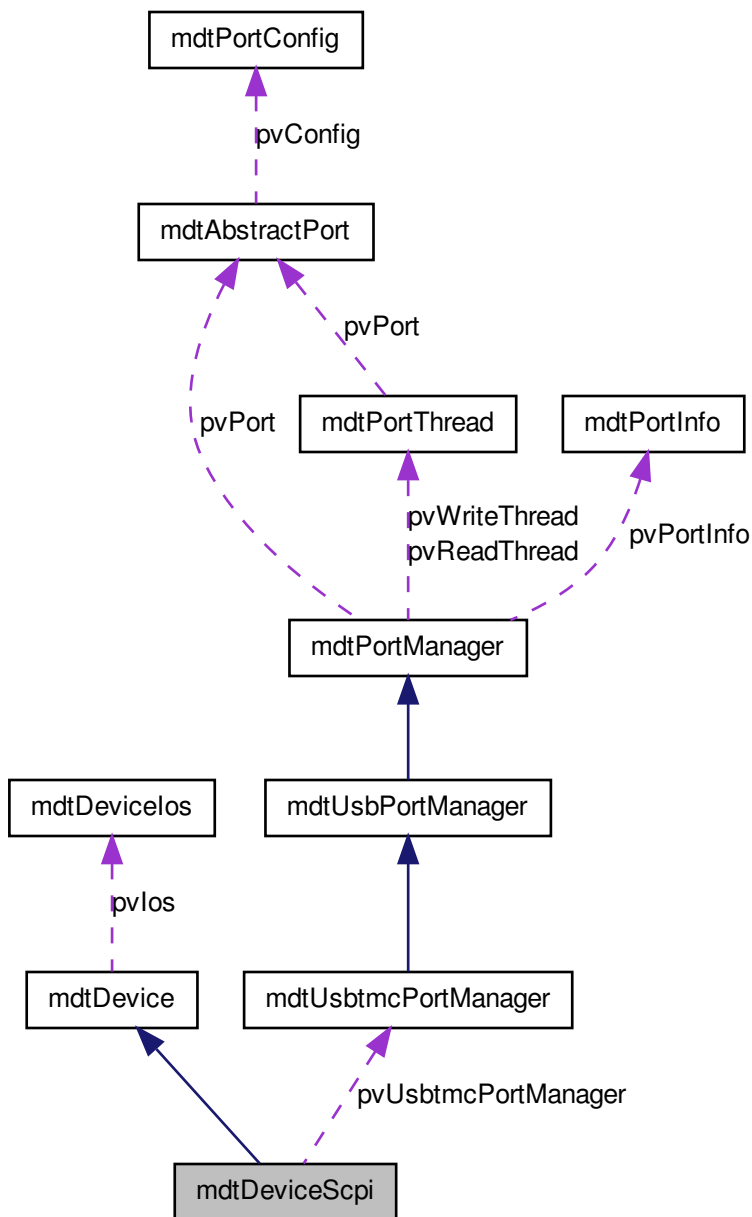 mdtPortConfig
pvConfig
mdtAbstractPort
pvPort
pvPort
mdtPortThread
mdtPortInfo
pvWriteThread
pvReadThread
pvPortInfo
mdtPortManager
mdtDeviceIos
mdtUsbPortManager
pvIos
mdtDevice
mdtUsbtmcPortManager
pvUsbtmcPortManager
mdtDeviceScpi